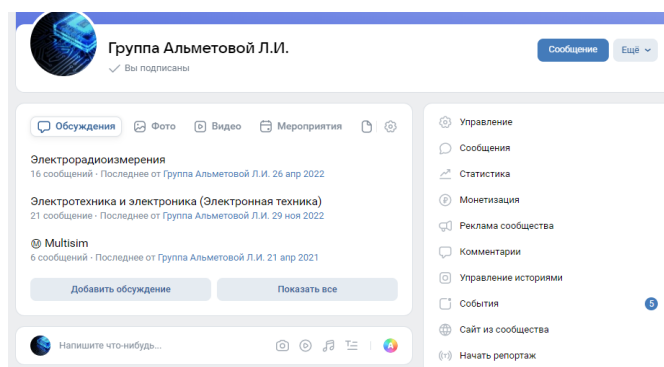 Группа Альметовой Л.И.
Вы подписаны
Сообщение
Ещё
Обсуждения
Фото
Видео
Мероприятия
Электрорадиоизмерения
16 сообщений · Последнее от Группа Альметовой Л.И. 26 апр 2022
Электротехника и электроника (Электронная техника)
21 сообщение · Последнее от Группа Альметовой Л.И. 29 ноя 2022
Ⓜ Multisim
6 сообщений · Последнее от Группа Альметовой Л.И. 21 апр 2021
Добавить обсуждение
Показать все
Напишите что-нибудь...
Управление
Сообщения
Статистика
Монетизация
Реклама сообщества
Комментарии
Управление историями
События
5
Сайт из сообщества
Начать репортаж